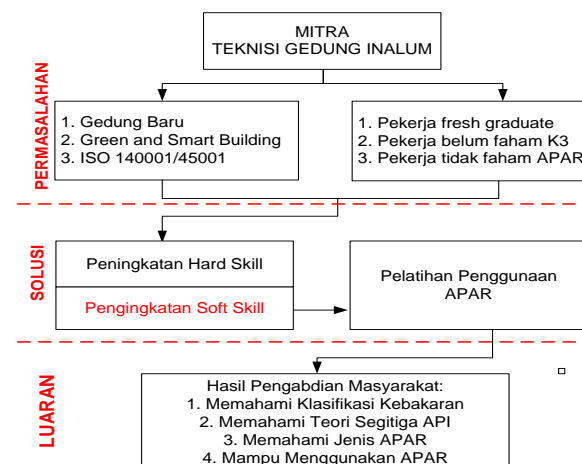 MITRA
TEKNISI GEDUNG INALUM
PERMASALAHAN
1. Gedung Baru
2. Green and Smart Building
3. ISO 140001/45001
1. Pekerja fresh graduate
2. Pekerja belum faham K3
3. Pekerja tidak faham APAR
SOLUSI
Peningkatan Hard Skill
Pengingkatan Soft Skill
Pelatihan Penggunaan
APAR
LUARAN
Hasil Pengabdian Masyarakat:
1. Memahami Klasifikasi Kebakaran
2. Memahami Teori Segitiga API
3. Memahami Jenis APAR
4. Mampu Menggunakan APAR